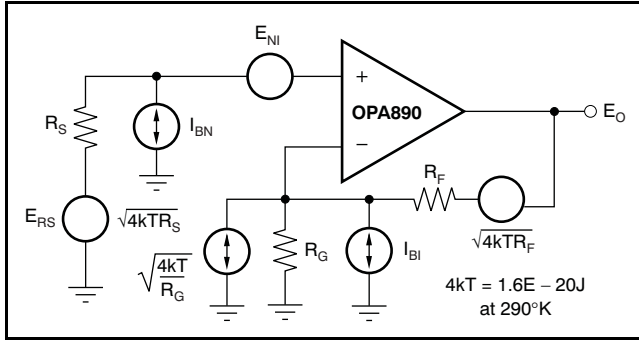 E_NI
+
OPA890
−
E_O
R_S
I_BN
R_F
E_RS
√4kTR_S
√4kT/R_G
R_G
I_BI
√4kTR_F
4kT = 1.6E – 20J
at 290°K